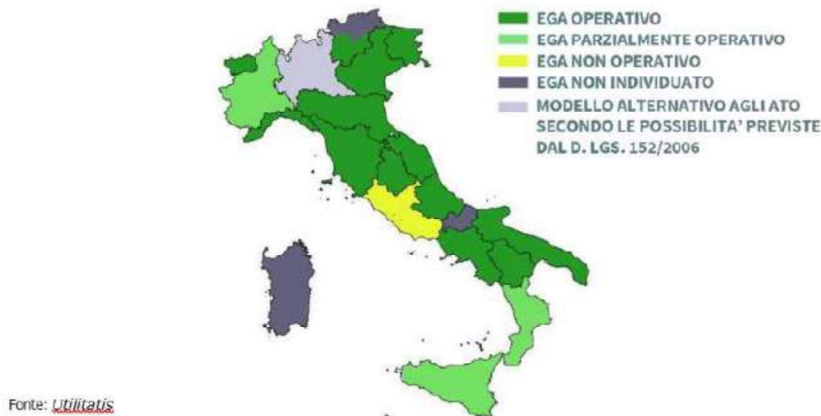 EGA OPERATIVO
EGA PARZIALMENTE OPERATIVO
EGA NON OPERATIVO
EGA NON INDIVIDUATO
MODELLO ALTERNATIVO AGLI ATO
SECONDO LE POSSIBILITA' PREVISTE
DAL D. LGS. 152/2006
Fonte: Utilitatis